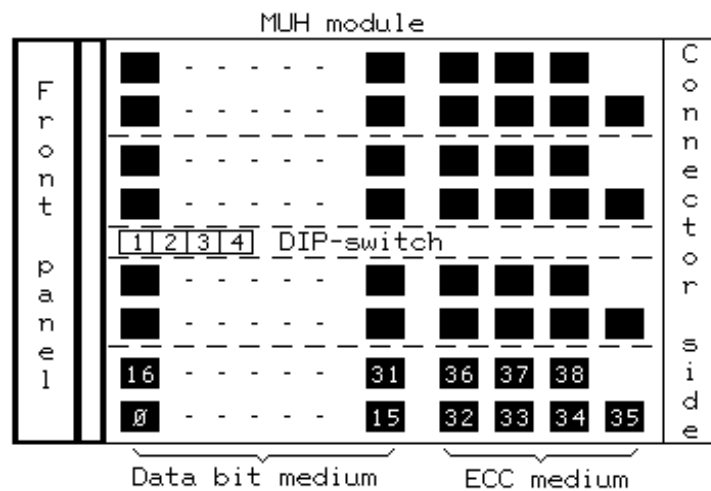 MUH module
Front panel
1 2 3 4 DIP-switch
16 31 36 37 38
Ø 15 32 33 34 35
Connector side
Data bit medium ECC medium